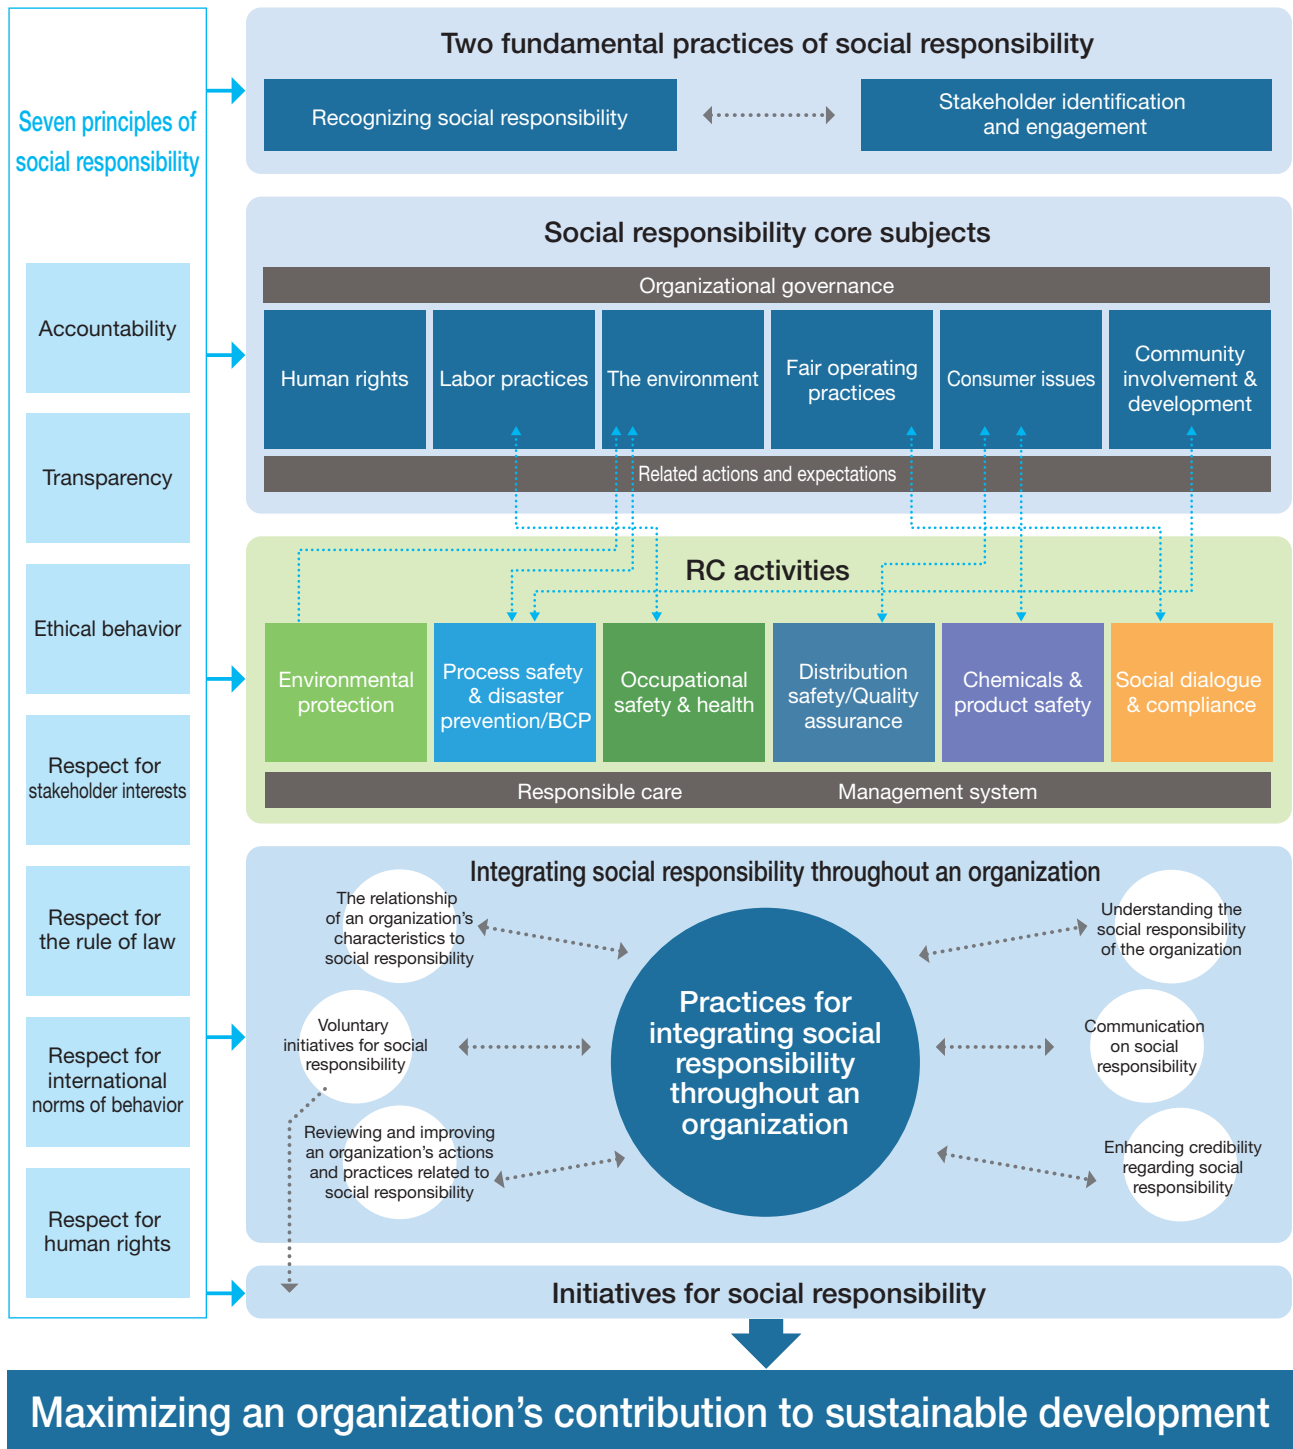 Seven principles of
social responsibility
Accountability
Transparency
Ethical behavior
Respect for
stakeholder interests
Respect for
the rule of law
Respect for
international
norms of behavior
Respect for
human rights
Two fundamental practices of social responsibility
Recognizing social responsibility
Stakeholder identification
and engagement
Social responsibility core subjects
Organizational governance
Human rights
Labor practices
The environment
Fair operating
practices
Consumer issues
Community
involvement &
development
Related actions and expectations
RC activities
Environmental
protection
Process safety
& disaster
prevention/BCP
Occupational
safety & health
Distribution
safety/Quality
assurance
Chemicals &
product safety
Social dialogue
& compliance
Responsible care
Management system
Integrating social responsibility throughout an organization
The relationship
of an organization’s
characteristics to
social responsibility
Voluntary
initiatives for social
responsibility
Reviewing and improving
an organization’s actions
and practices related to
social responsibility
Practices for
integrating social
responsibility
throughout an
organization
Understanding the
social responsibility
of the organization
Communication
on social
responsibility
Enhancing credibility
regarding social
responsibility
Initiatives for social responsibility
Maximizing an organization’s contribution to sustainable development